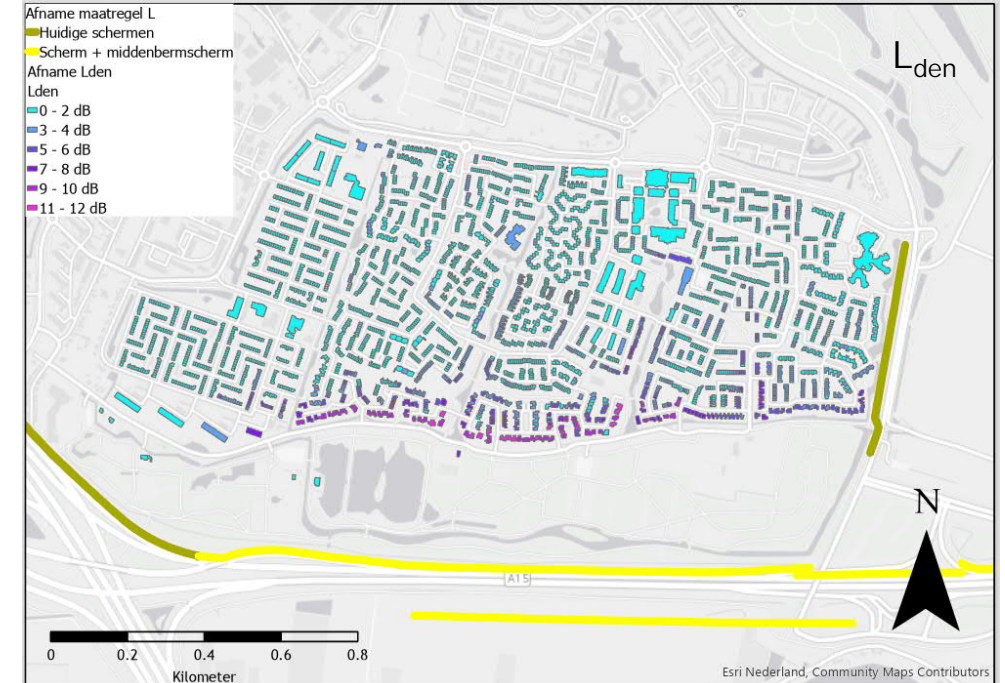 Afname maatregel L
Huidige schermen
Scherm + middenbermscherm
Afname Lden
Lden
0 - 2 dB
3 - 4 dB
5 - 6 dB
7 - 8 dB
9 - 10 dB
11 - 12 dB
Lden
N
A15
0 0.2 0.4 0.6 0.8
Kilometer
Esri Nederland, Community Maps Contributors